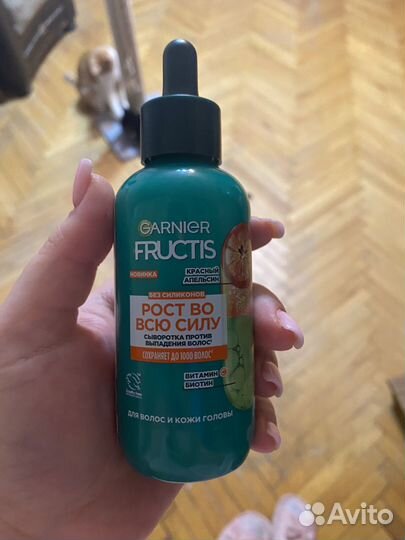 GARNIER
FRUCTIS
НОВИНКА
КРАСНЫЙ
АПЕЛЬСИН
БЕЗ СИЛИКОНОВ
РОСТ ВО
ВСЮ СИЛУ
СЫВОРОТКА ПРОТИВ
ВЫПАДЕНИЯ ВОЛОС
СОХРАНЯЕТ ДО 1000 ВОЛОС
ВИТАМИН
БИОТИН
ДЛЯ ВОЛОС И КОЖИ ГОЛОВЫ
Avito